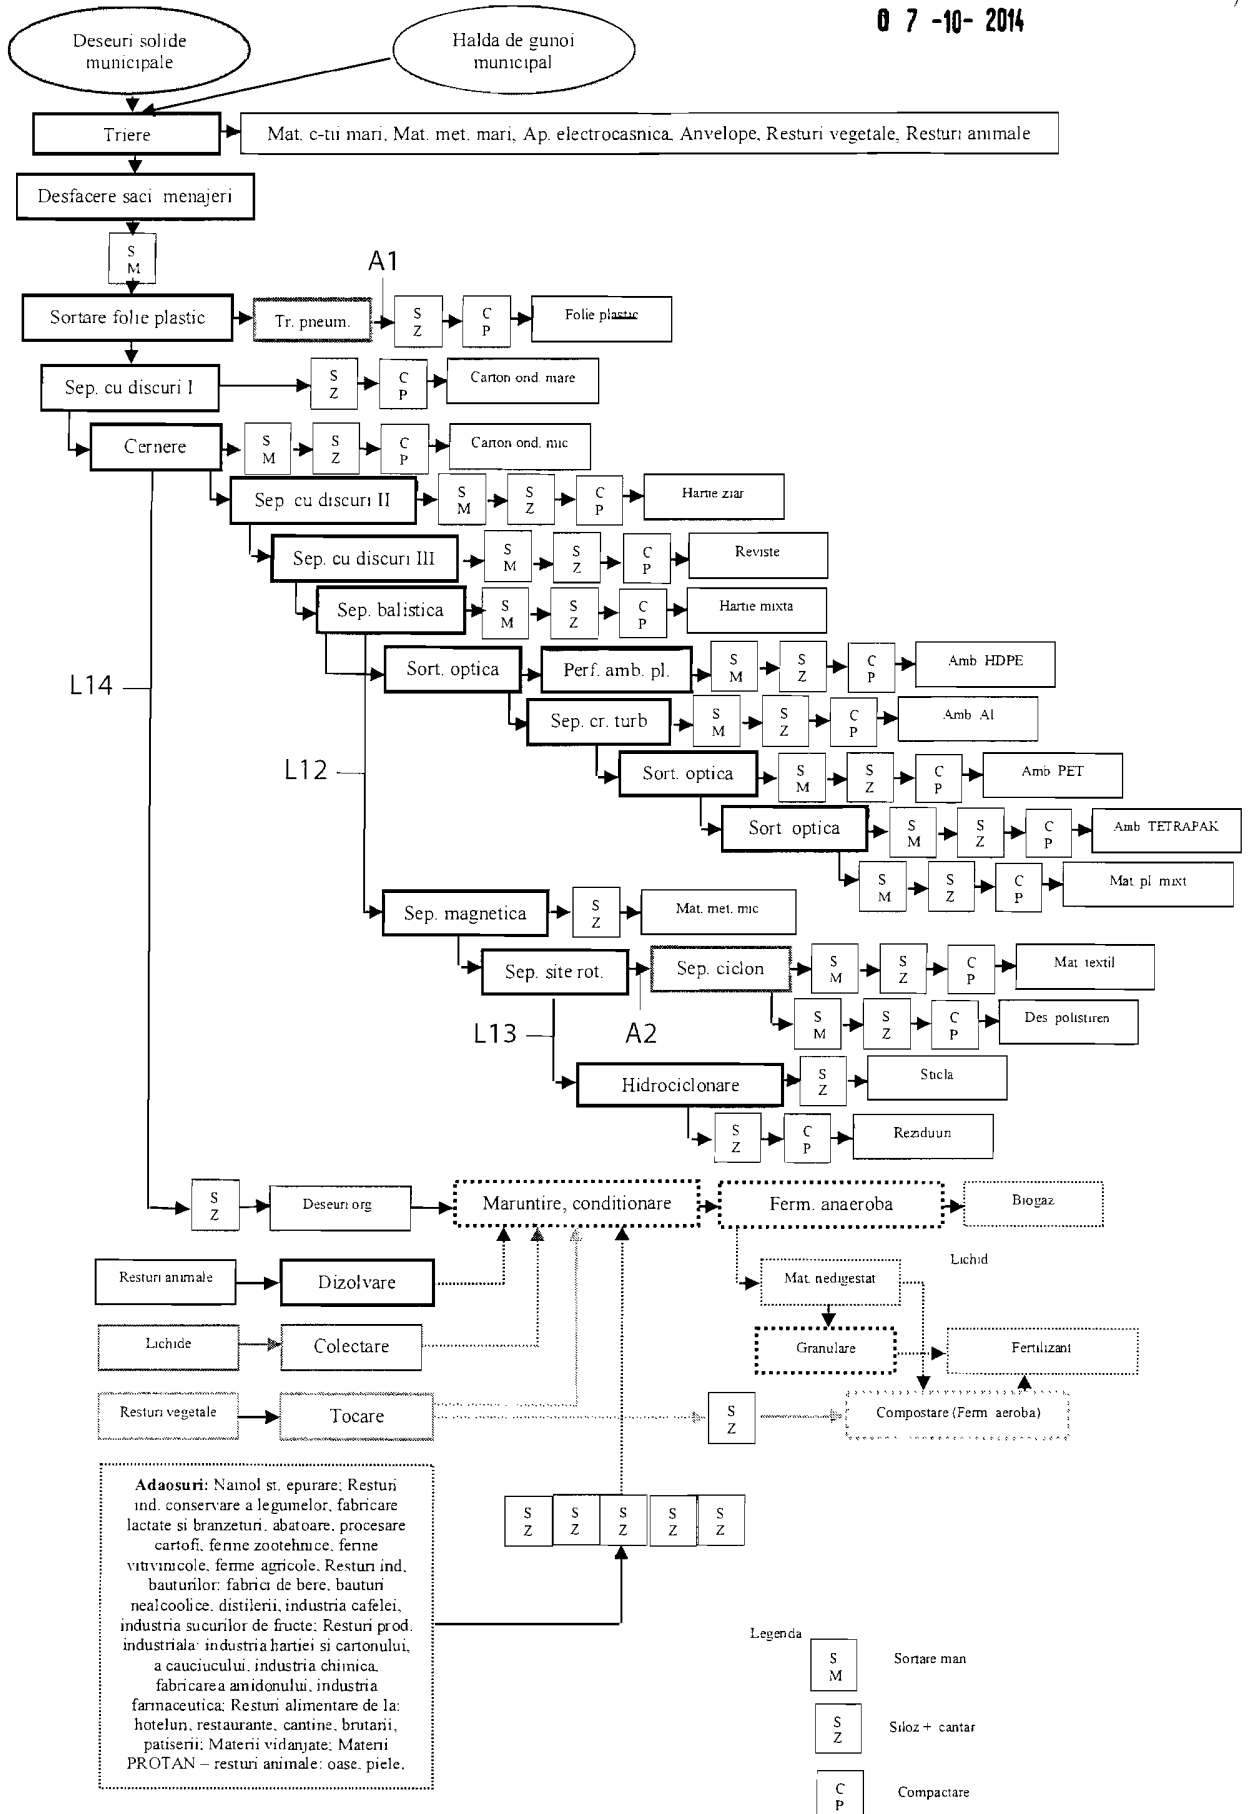 0 7 -10- 2014
Deseuri solide
municipale
Halda de gunoi
municipal
Triere
Mat. c-tii mari, Mat. met. mari, Ap. electrocasnica, Anvelope, Resturi vegetale, Resturi animale
Desfacere saci menajeri
S
M
A1
Sortare folie plastic
Tr. pneum.
S
Z
C
P
Folie plastic
Sep. cu discuri I
S
Z
C
P
Carton ond. mare
Cernere
S
M
S
Z
C
P
Carton ond. mic
Sep cu discuri II
S
M
S
Z
C
P
Hartie ziar
Sep. cu discuri III
S
M
S
Z
C
P
Reviste
Sep. balistica
S
M
S
Z
C
P
Hartie mixta
Sort. optica
Perf. amb. pl.
S
M
S
Z
C
P
Amb HDPE
L14
Sep. cr. turb
S
M
S
Z
C
P
Amb Al
L12
Sort. optica
S
M
S
Z
C
P
Amb PET
Sort optica
S
M
S
Z
C
P
Amb TETRAPAK
S
M
S
Z
C
P
Mat. pl mixt
Sep. magnetica
S
Z
Mat. met. mic
Sep. site rot.
Sep. ciclon
S
M
S
Z
C
P
Mat textil
L13
A2
S
M
S
Z
C
P
Des polistiren
Hidrociclonare
S
Z
Sticla
S
Z
C
P
Reziduuri
S
Z
Deseuri org
Maruntire, conditionare
Ferm. anaeroba
Biogaz
Lichid
Resturi animale
Dizolvare
Mat. nedigestat
Lichide
Colectare
Granulare
Fertilizant
Resturi vegetale
Tocare
S
Z
Compostare (Ferm aeroba)
Adaosuri: Namol st. epurare; Resturi
ind. conservare a legumelor, fabricare
lactate si branzeturi, abatoare, procesare
cartofi, ferme zootehnice, ferme
vitivinicole, ferme agricole, Resturi ind.
bauturilor: fabrici de bere, bauturi
nealcoolice, distilerii, industria cafelei,
industria sucurilor de fructe; Resturi prod.
industriala: industria hartiei si cartonului,
a cauciucului, industria chimica,
fabricarea amidonului, industria
farmaceutica; Resturi alimentare de la:
hoteluri, restaurante, cantine, brutarii,
patiserii; Materii vidanjate; Materii
PROTAN – resturi animale: oase, piele,
S
Z
S
Z
S
Z
S
Z
S
Z
Legenda
S
M
Sortare man
S
Z
Siloz + cantar
C
P
Compactare